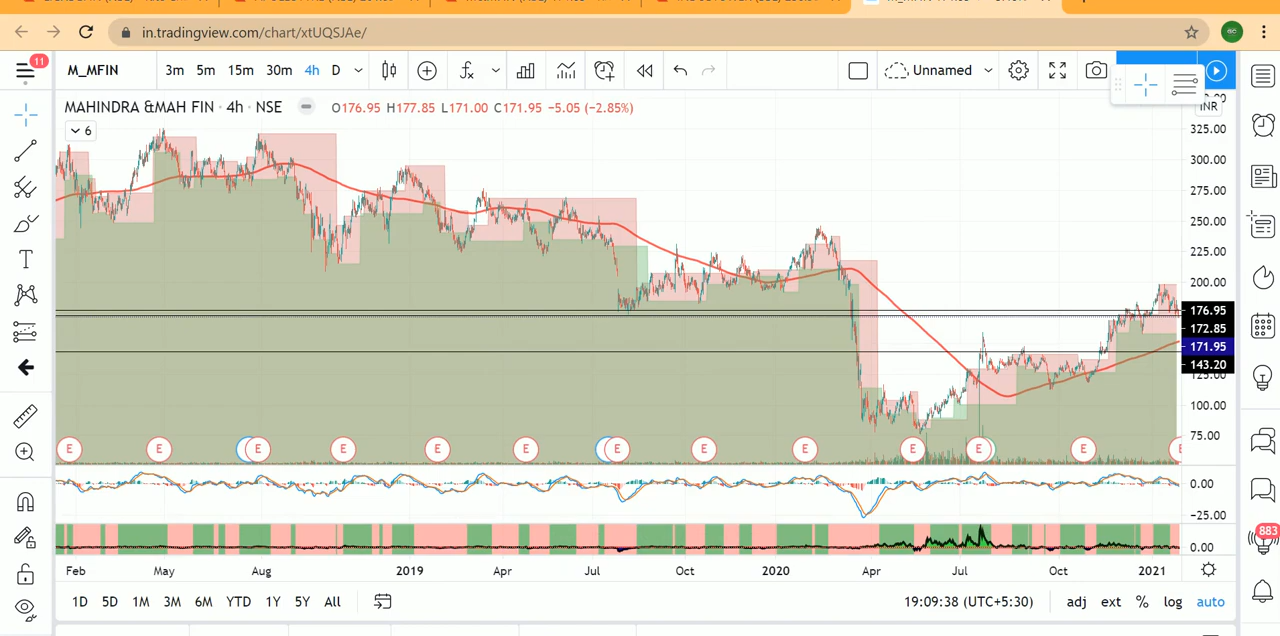 in.tradingview.com/chart/xtUQSJAe/
11
M_MFIN
3m 5m 15m 30m 4h D
Unnamed
MAHINDRA &MAH FIN · 4h · NSE
O176.95 H177.85 L171.00 C171.95 −5.05 (−2.85%)
6
INR
325.00
300.00
275.00
250.00
225.00
200.00
176.95
172.85
171.95
143.20
125.00
100.00
75.00
E E E E E E E E E E E E
0.00
−25.00
0.00
Feb May Aug 2019 Apr Jul Oct 2020 Apr Jul Oct 2021
1D 5D 1M 3M 6M YTD 1Y 5Y All
19:09:38 (UTC+5:30)
% adj ext log auto
883